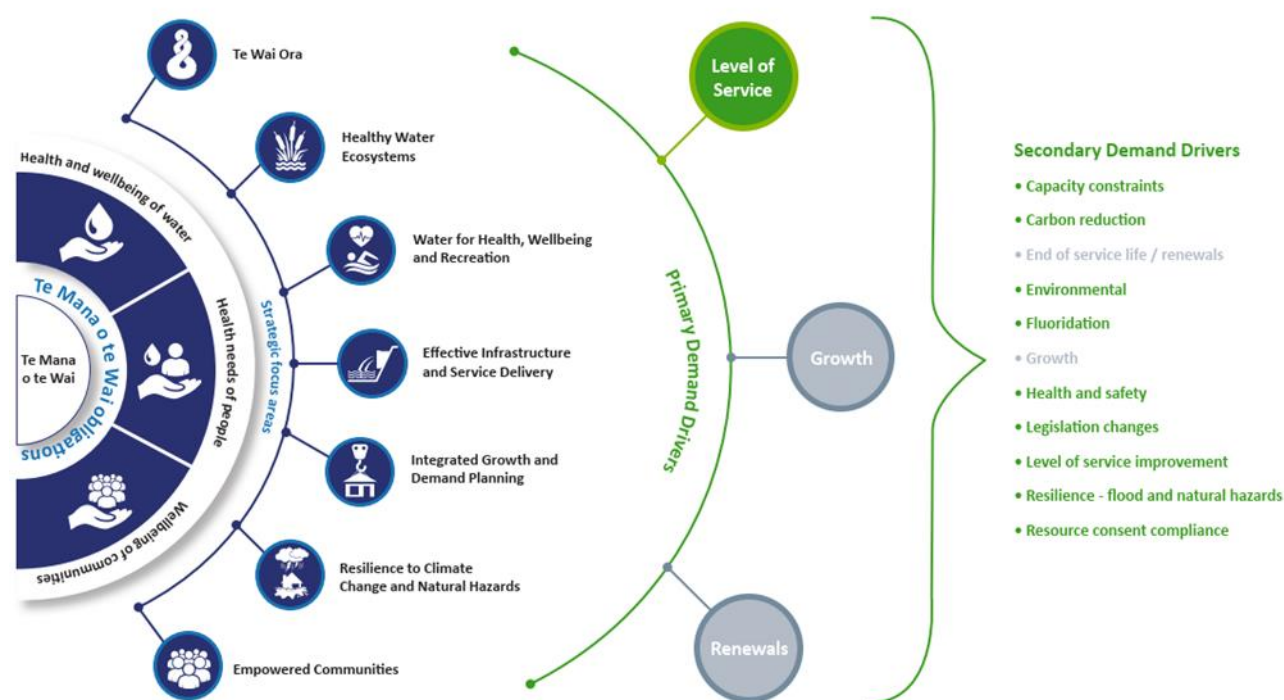 Te Mana
o te Wai
Te Mana o te Wai obligations
Health and wellbeing of water
Health needs of people
Wellbeing of communities
Strategic focus areas
Te Wai Ora
Healthy Water
Ecosystems
Water for Health, Wellbeing
and Recreation
Effective Infrastructure
and Service Delivery
Integrated Growth and
Demand Planning
Resilience to Climate
Change and Natural Hazards
Empowered Communities
Primary Demand Drivers
Level of
Service
Growth
Renewals
Secondary Demand Drivers
• Capacity constraints
• Carbon reduction
• End of service life / renewals
• Environmental
• Fluoridation
• Growth
• Health and safety
• Legislation changes
• Level of service improvement
• Resilience - flood and natural hazards
• Resource consent compliance